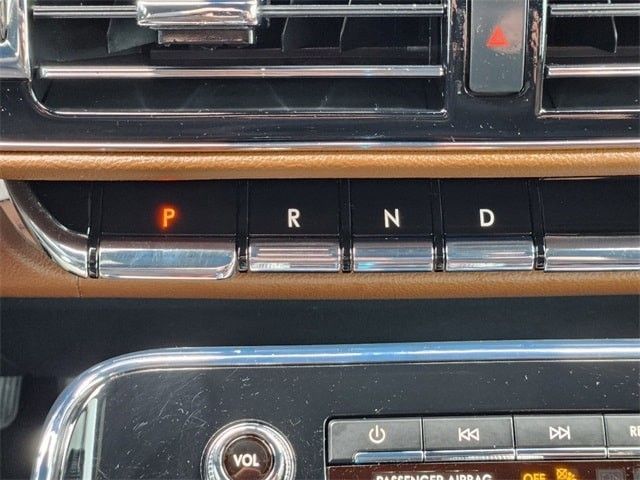 P R N D
VOL
PASSENGER AIRBAG OFF